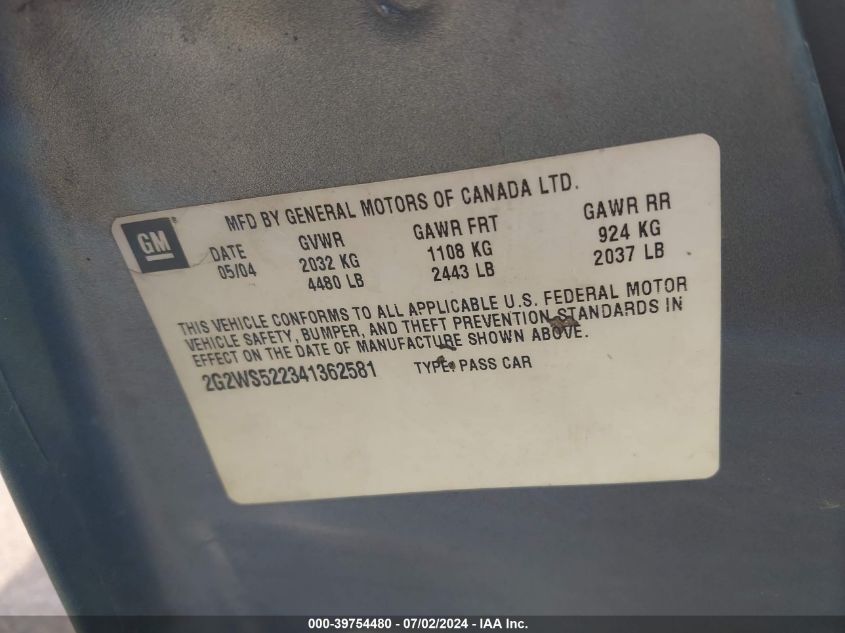 MFD BY GENERAL MOTORS OF CANADA LTD.
GM®
DATE GVWR GAWR FRT GAWR RR
05/04 2032 KG 1108 KG 924 KG
4480 LB 2443 LB 2037 LB
THIS VEHICLE CONFORMS TO ALL APPLICABLE U.S. FEDERAL MOTOR
VEHICLE SAFETY, BUMPER, AND THEFT PREVENTION STANDARDS IN
EFFECT ON THE DATE OF MANUFACTURE SHOWN ABOVE.
2G2WS522341362581 TYPE: PASS CAR
000-39754480 - 07/02/2024 - IAA Inc.